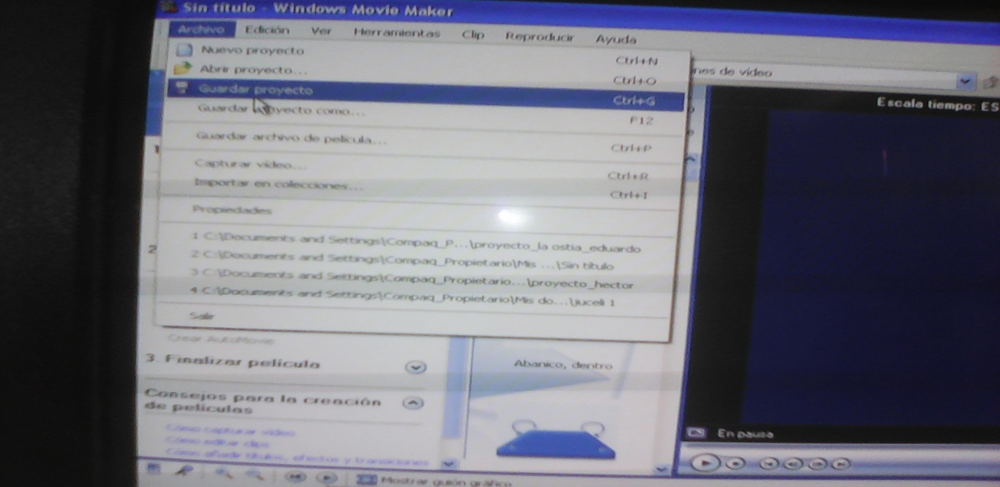 Sin título - Windows Movie Maker
Archivo Edición Ver Herramientas Clip Reproducir Ayuda
Nuevo proyecto Ctrl+N
Abrir proyecto... Ctrl+O
nes de vídeo
Guardar proyecto Ctrl+G
Escala tiempo: ES
Guardar proyecto como... F12
Guardar archivo de película... Ctrl+P
1
Capturar vídeo... Ctrl+R
Importar en colecciones... Ctrl+I
Propiedades
1 C:\Documents and Settings\Compaq_P...\proyecto_la ostia_eduardo
2
2 C:\Documents and Settings\Compaq_Propietario\Mis ...\Sin título
3 C:\Documents and Settings\Compaq_Propietario...\proyecto_hector
4 C:\Documents and Settings\Compaq_Propietario\Mis do...\juceli 1
Salir
Crear AutoMovie
3. Finalizar película
Abanico, dentro
Consejos para la creación
de películas
Cómo capturar vídeo
Cómo editar clips
Cómo añadir títulos, efectos y transiciones
En pausa
Mostrar guión gráfico